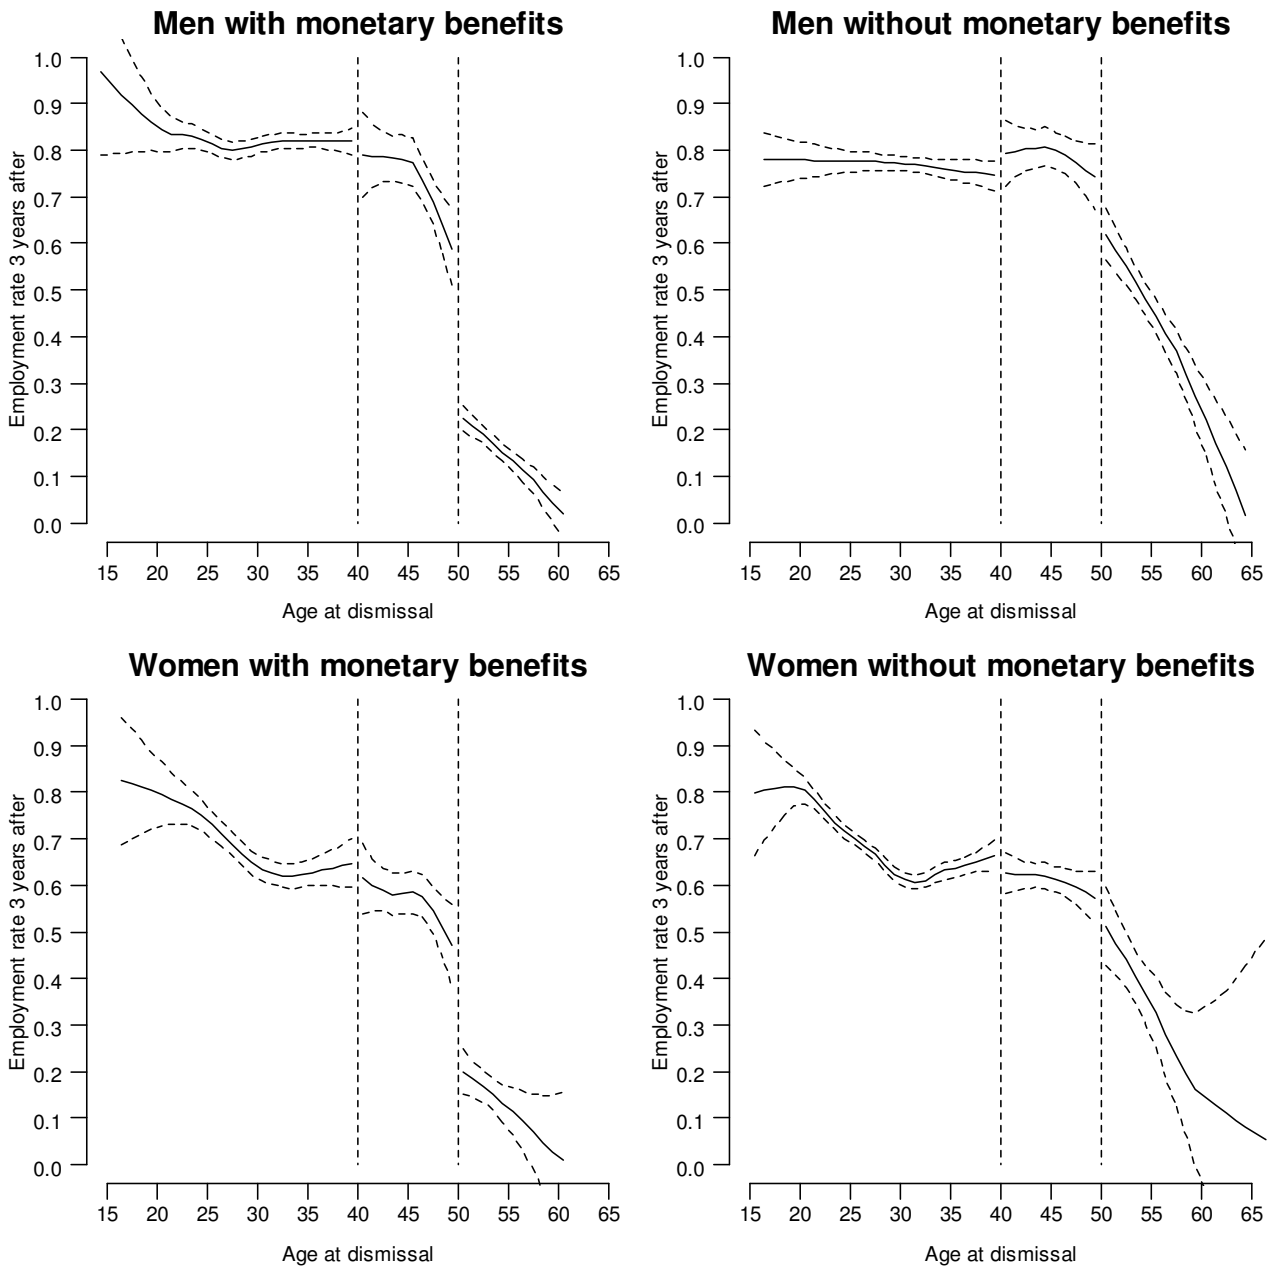 Men with monetary benefits
Employment rate 3 years after
1.0
0.9
0.8
0.7
0.6
0.5
0.4
0.3
0.2
0.1
0.0
15 20 25 30 35 40 45 50 55 60 65
Age at dismissal
Men without monetary benefits
Employment rate 3 years after
1.0
0.9
0.8
0.7
0.6
0.5
0.4
0.3
0.2
0.1
0.0
15 20 25 30 35 40 45 50 55 60 65
Age at dismissal
Women with monetary benefits
Employment rate 3 years after
1.0
0.9
0.8
0.7
0.6
0.5
0.4
0.3
0.2
0.1
0.0
15 20 25 30 35 40 45 50 55 60 65
Age at dismissal
Women without monetary benefits
Employment rate 3 years after
1.0
0.9
0.8
0.7
0.6
0.5
0.4
0.3
0.2
0.1
0.0
15 20 25 30 35 40 45 50 55 60 65
Age at dismissal